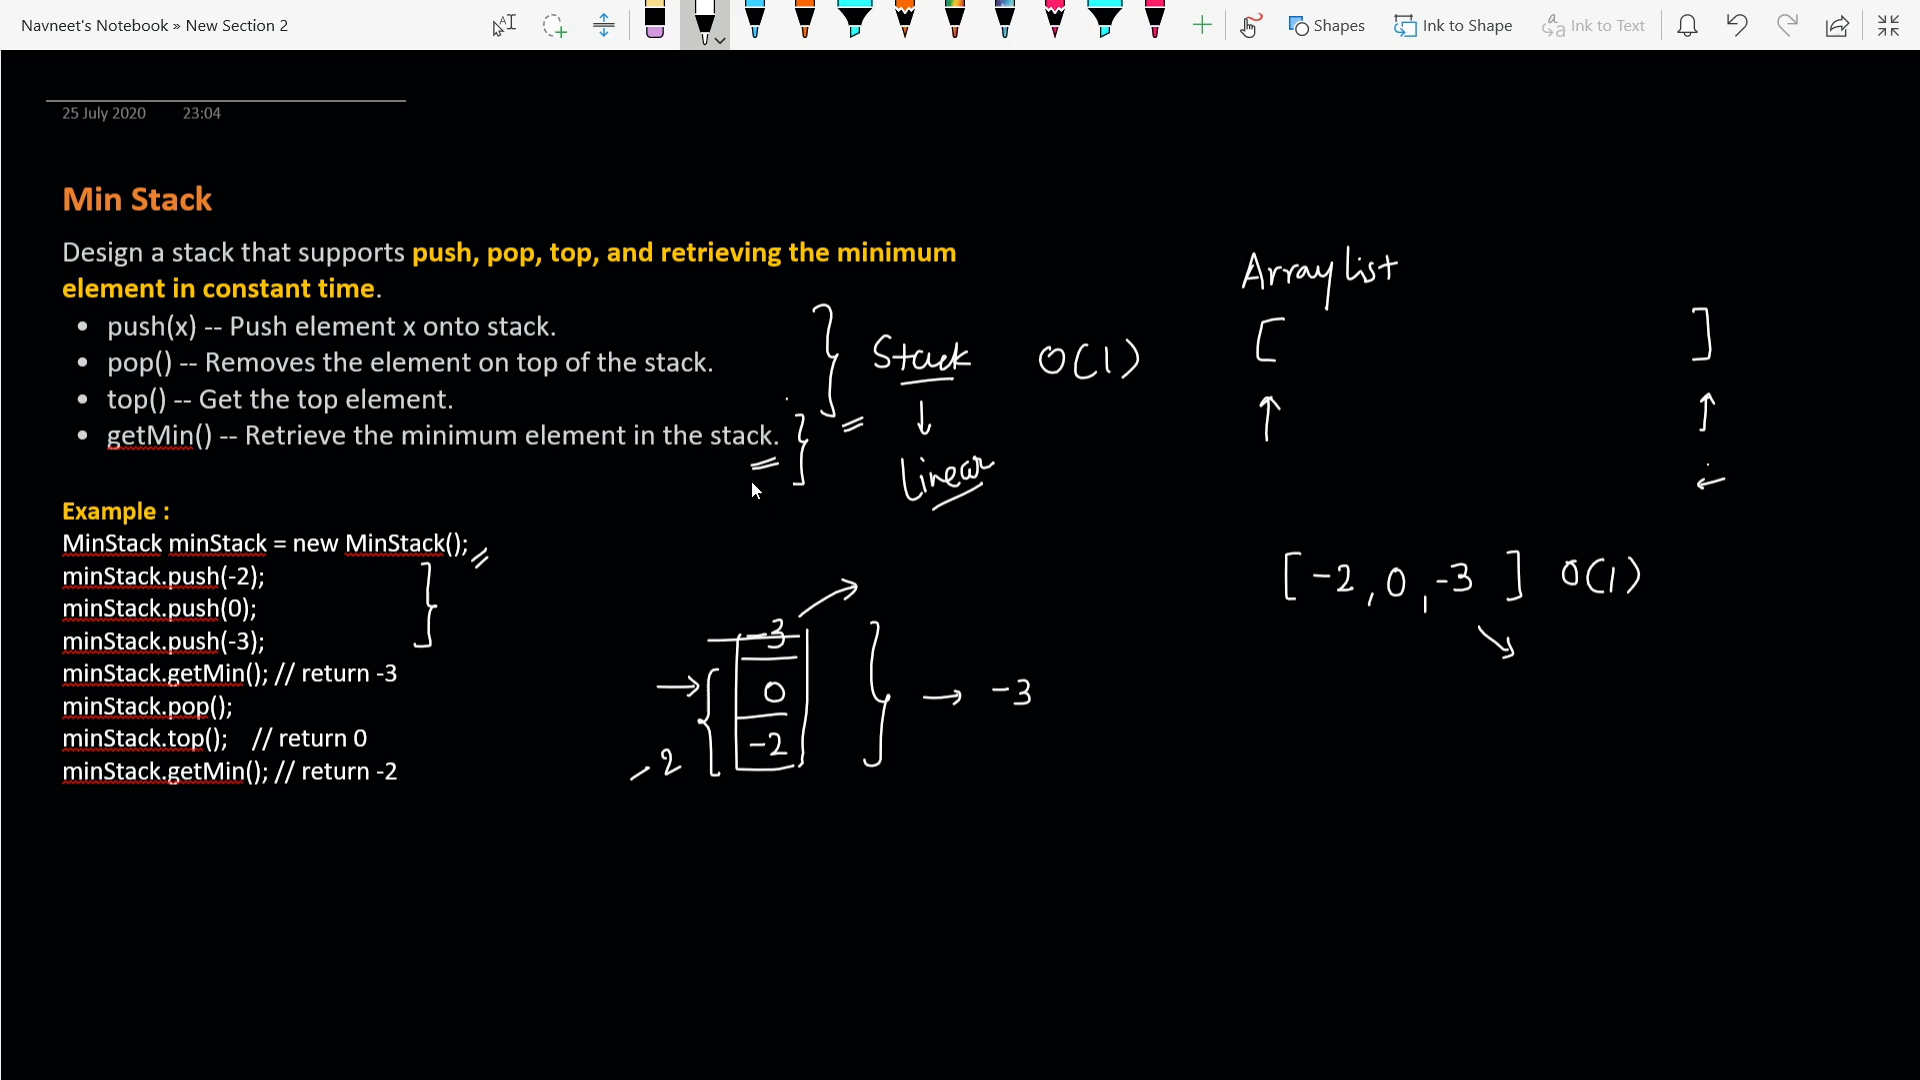 Navneet's Notebook » New Section 2
Shapes
Ink to Shape
Ink to Text
25 July 2020 23:04
Min Stack
Design a stack that supports push, pop, top, and retrieving the minimum
element in constant time.
• push(x) -- Push element x onto stack.
• pop() -- Removes the element on top of the stack.
• top() -- Get the top element.
• getMin() -- Retrieve the minimum element in the stack.
Stack O(1)
↓
Linear
Example :
MinStack minStack = new MinStack();
minStack.push(-2);
minStack.push(0);
minStack.push(-3);
minStack.getMin(); // return -3
minStack.pop();
minStack.top(); // return 0
minStack.getMin(); // return -2
-3
0
-2
-2
→ -3
Array List
[ ]
[-2, 0, -3 ] O(1)